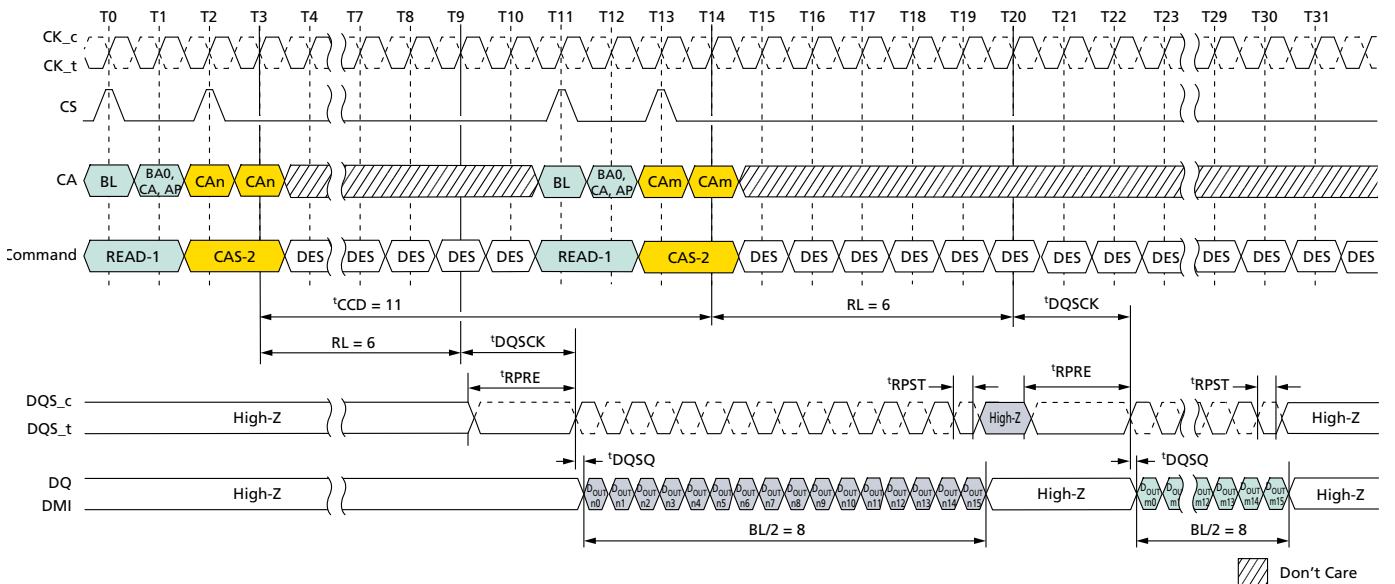 T0 T1 T2 T3 T4 T7 T8 T9 T10 T11 T12 T13 T14 T15 T16 T17 T18 T19 T20 T21 T22 T23 T29 T30 T31
CK_c
CK_t
CS
CA BL BA0, CA, AP CAn CAn BL BA0, CA, AP CAm CAm
Command READ-1 CAS-2 DES DES DES DES DES READ-1 CAS-2 DES DES DES DES DES DES DES DES DES DES DES DES DES
tCCD = 11 RL = 6 tDQSCK
RL = 6 tDQSCK
tRPRE tRPST tRPRE tRPST
DQS_c
DQS_t
High-Z High-Z High-Z
tDQSQ tDQSQ
DQ
DMI
High-Z DOUT n0 DOUT n1 DOUT n2 DOUT n3 DOUT n4 DOUT n5 DOUT n6 DOUT n7 DOUT n8 DOUT n9 DOUT n10 DOUT n11 DOUT n12 DOUT n13 DOUT n14 DOUT n15 High-Z DOUT m0 DOUT DOUT m12 DOUT m13 DOUT m14 DOUT m15 High-Z
BL/2 = 8 BL/2 = 8
Don't Care